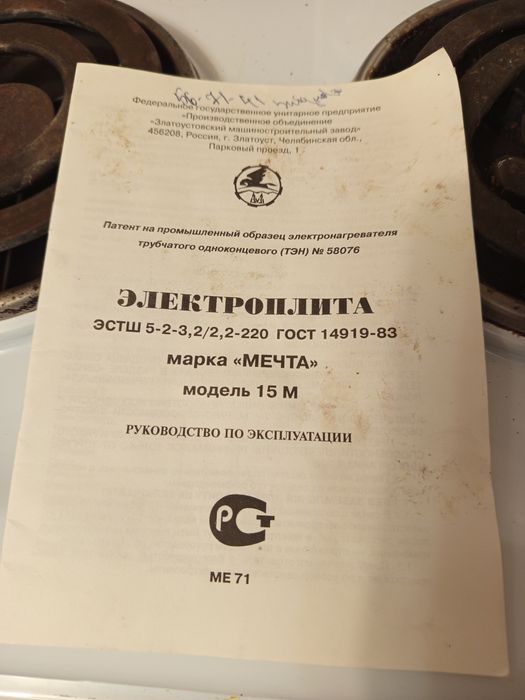 Федеральное государственное унитарное предприятие
«Производственное объединение
«Златоустовский машиностроительный завод»
456208, Россия, г. Златоуст, Челябинская обл.,
Парковый проезд, 1
Патент на промышленный образец электронагревателя
трубчатого одноконцевого (ТЭН) № 58076
ЭЛЕКТРОПЛИТА
ЭСТШ 5-2-3,2/2,2-220 ГОСТ 14919-83
марка «МЕЧТА»
модель 15 М
РУКОВОДСТВО ПО ЭКСПЛУАТАЦИИ
РСТ
МЕ 71